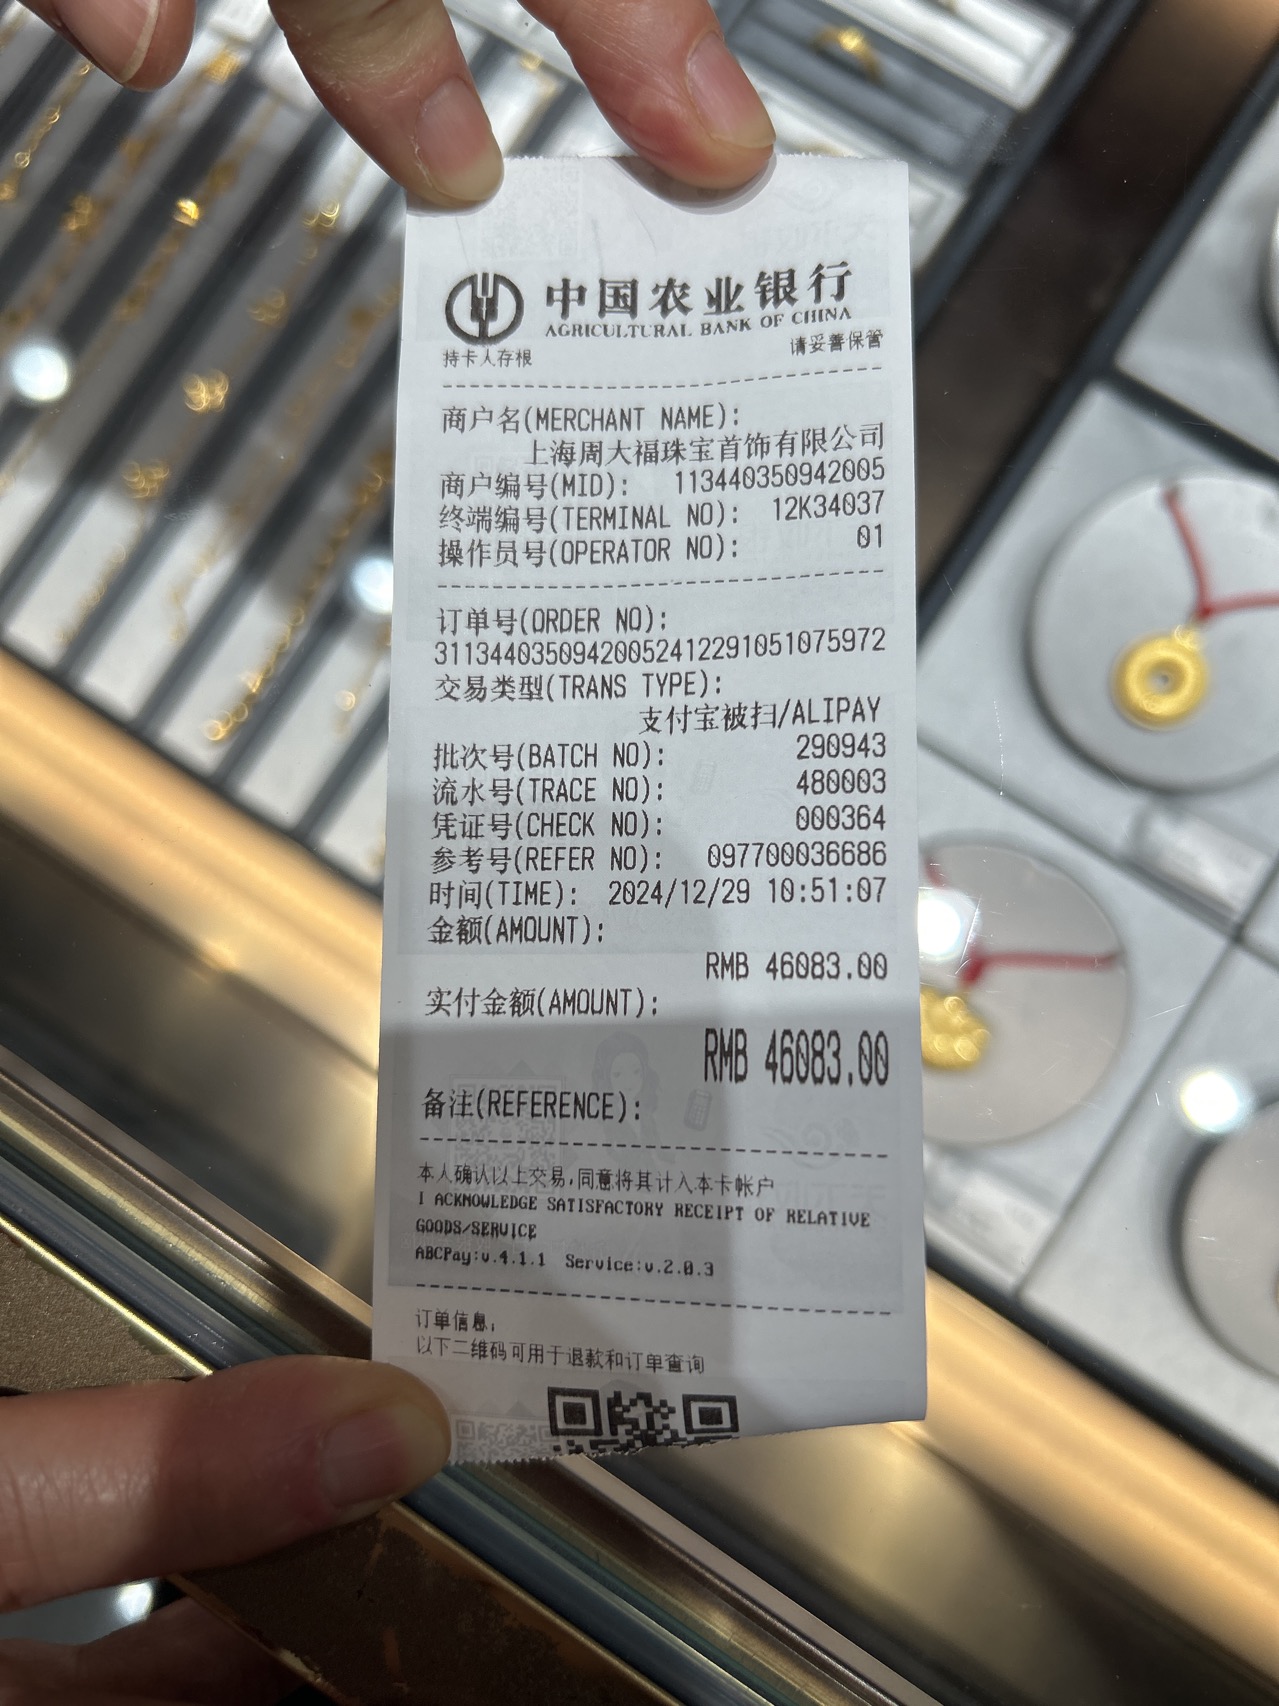 中国农业银行
AGRICULTURAL BANK OF CHINA
持卡人存根 请妥善保管
商户名(MERCHANT NAME):
上海周大福珠宝首饰有限公司
商户编号(MID): 113440350942005
终端编号(TERMINAL NO): 12K34037
操作员号(OPERATOR NO): 01
订单号(ORDER NO):
31134403509420052412291051075972
交易类型(TRANS TYPE):
支付宝被扫/ALIPAY
批次号(BATCH NO): 290943
流水号(TRACE NO): 480003
凭证号(CHECK NO): 000364
参考号(REFER NO): 097700036686
时间(TIME): 2024/12/29 10:51:07
金额(AMOUNT):
RMB 46083.00
实付金额(AMOUNT):
RMB 46083.00
备注(REFERENCE):
本人确认以上交易,同意将其计入本卡帐户
I ACKNOWLEDGE SATISFACTORY RECEIPT OF RELATIVE
GOODS/SERVICE
ABCPay:v.4.1.1 Service:v.2.0.3
订单信息:
以下二维码可用于退款和订单查询